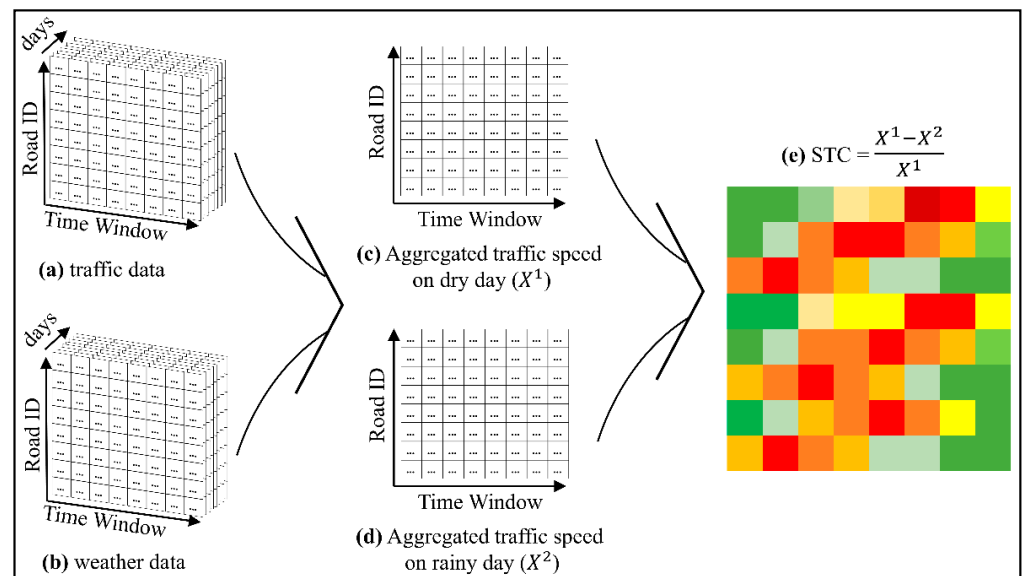 days
Road ID
Time Window
(a) traffic data
days
Road ID
Time Window
(b) weather data
Road ID
Time Window
(c) Aggregated traffic speed
on dry day (X¹)
Road ID
Time Window
(d) Aggregated traffic speed
on rainy day (X²)
(e) STC = X¹−X² / X¹